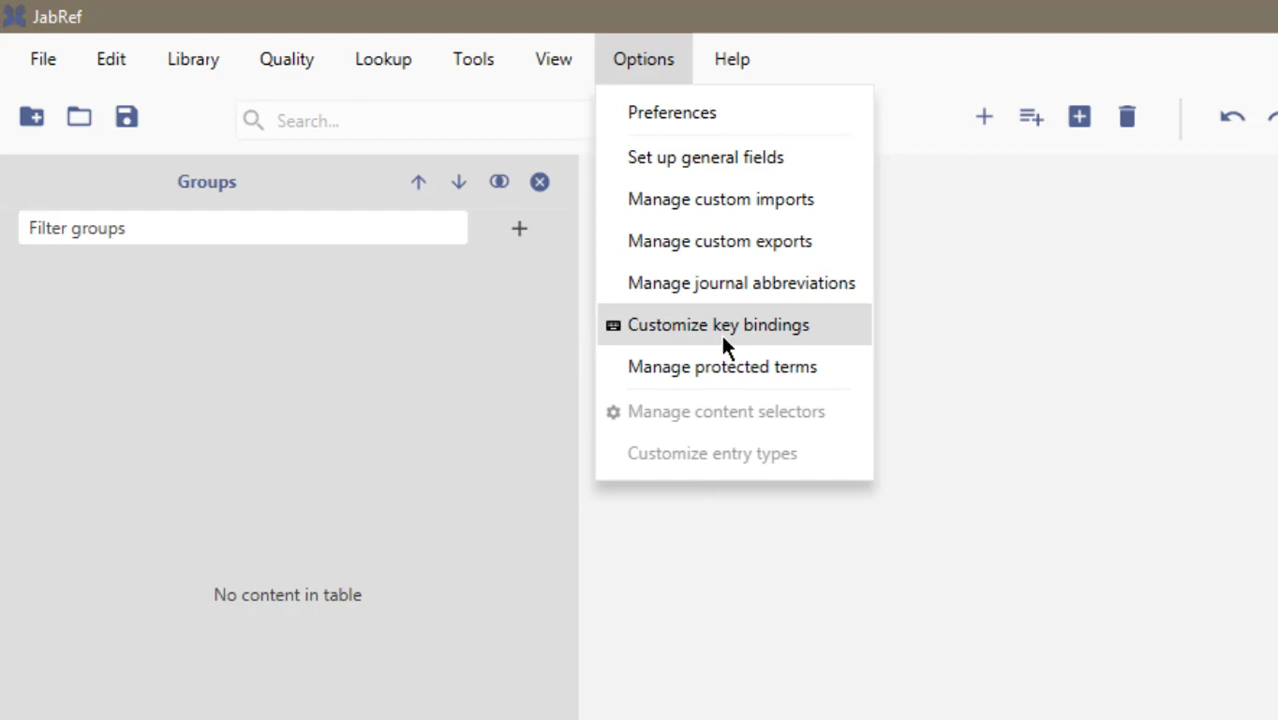 JabRef
File Edit Library Quality Lookup Tools View Options Help
Search...
Preferences
Set up general fields
Manage custom imports
Manage custom exports
Manage journal abbreviations
Customize key bindings
Manage protected terms
Manage content selectors
Customize entry types
Groups
Filter groups
No content in table